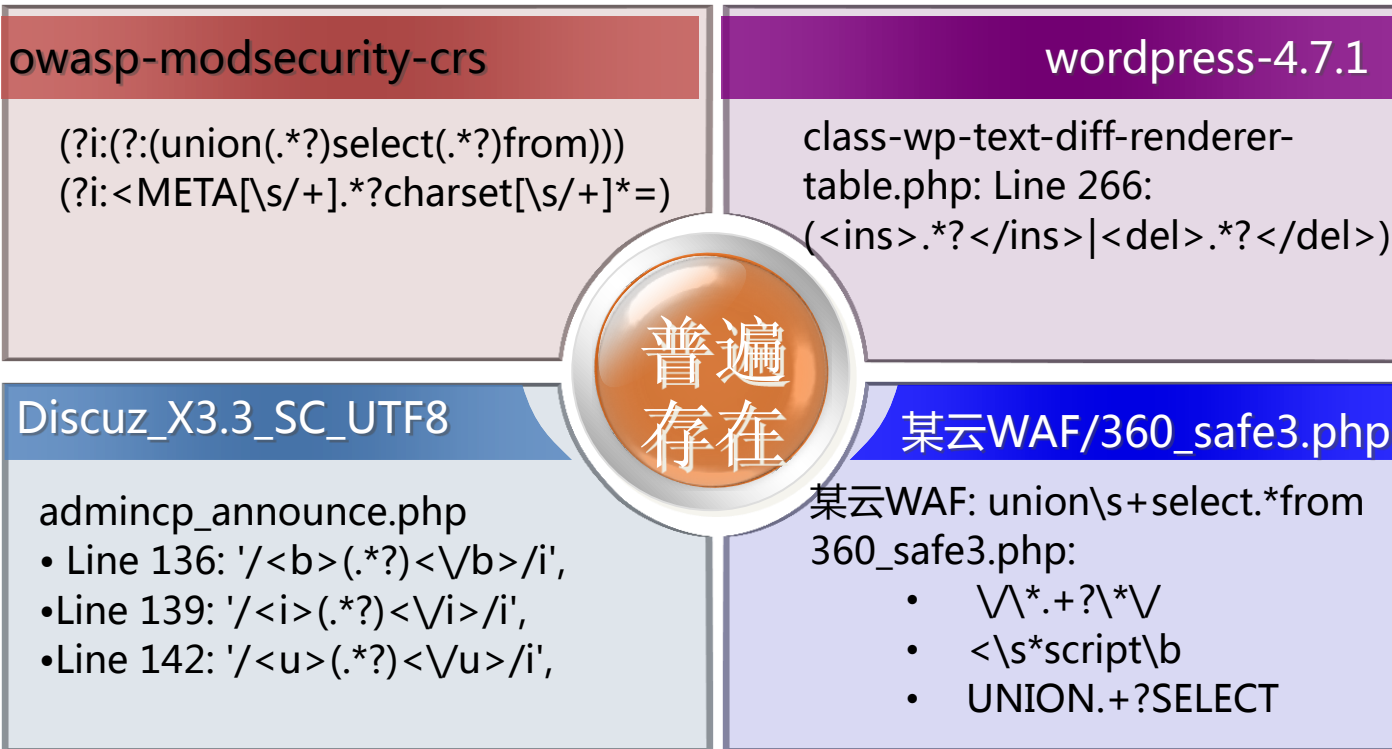 owasp-modsecurity-crs
(?i:(?:(union(.*?)select(.*?)from)))
(?i:<META[\s/+].*?charset[\s/+]*=)
wordpress-4.7.1
class-wp-text-diff-renderer-
table.php: Line 266:
(<ins>.*?</ins>|<del>.*?</del>)
普遍
存在
Discuz_X3.3_SC_UTF8
admincp_announce.php
• Line 136: '/<b>(.*?)<\/b>/i',
•Line 139: '/<i>(.*?)<\/i>/i',
•Line 142: '/<u>(.*?)<\/u>/i',
某云WAF/360_safe3.php
某云WAF: union\s+select.*from
360_safe3.php:
• \/\*.+?\*\/
• <\s*script\b
• UNION.+?SELECT